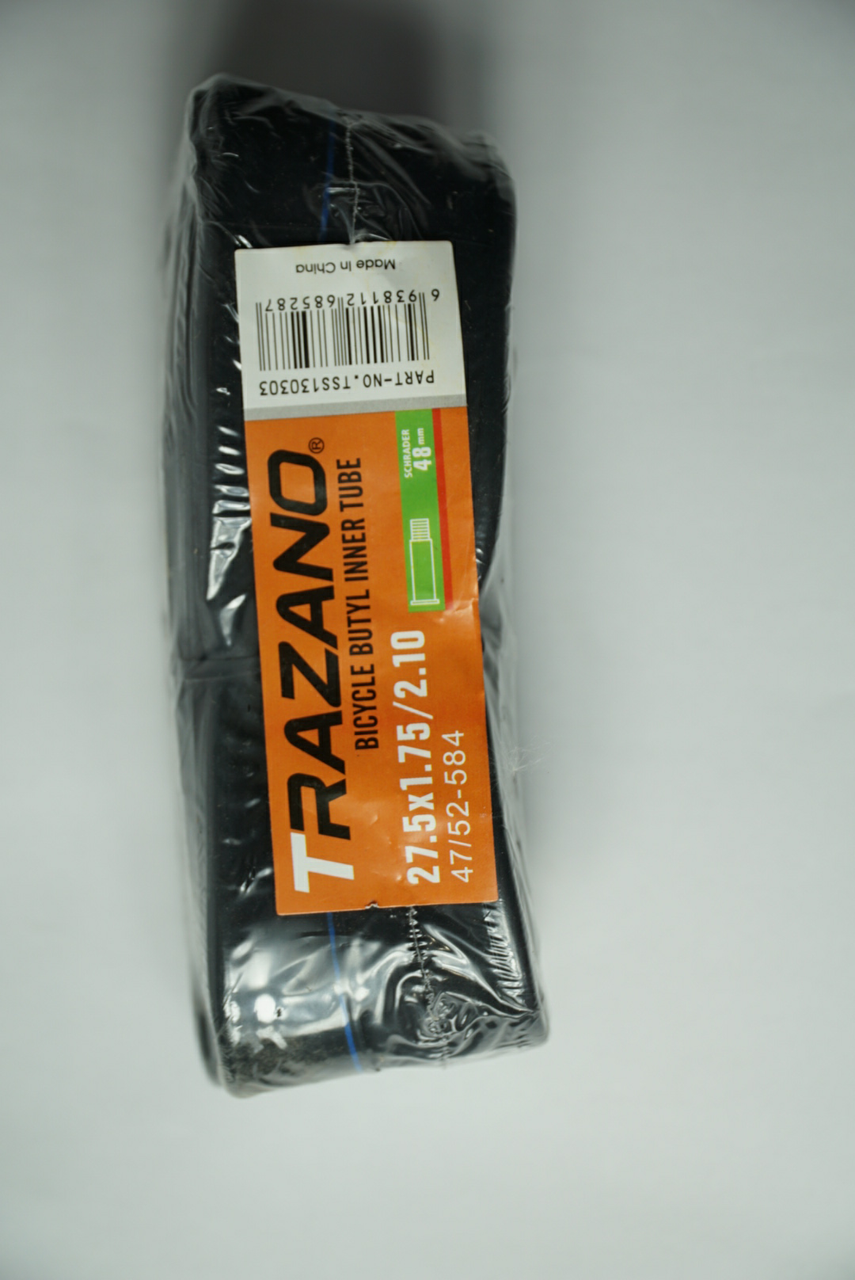 TRAZANO®
BICYCLE BUTYL INNER TUBE
SCHRADER
48mm
27.5x1.75/2.10
47/52-584
PART-NO.TSS130303
6 938112 685287
Made In China